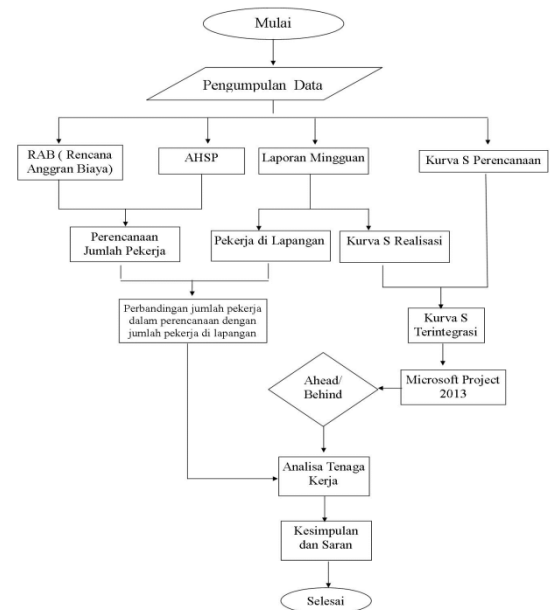 Mulai
Pengumpulan Data
RAB ( Rencana
Anggran Biaya)
AHSP
Laporan Mingguan
Kurva S Perencanaan
Perencanaan
Jumlah Pekerja
Pekerja di Lapangan
Kurva S Realisasi
Perbandingan jumlah pekerja
dalam perencanaan dengan
jumlah pekerja di lapangan
Kurva S
Terintegrasi
Ahead/
Behind
Microsoft Project
2013
Analisa Tenaga
Kerja
Kesimpulan
dan Saran
Selesai